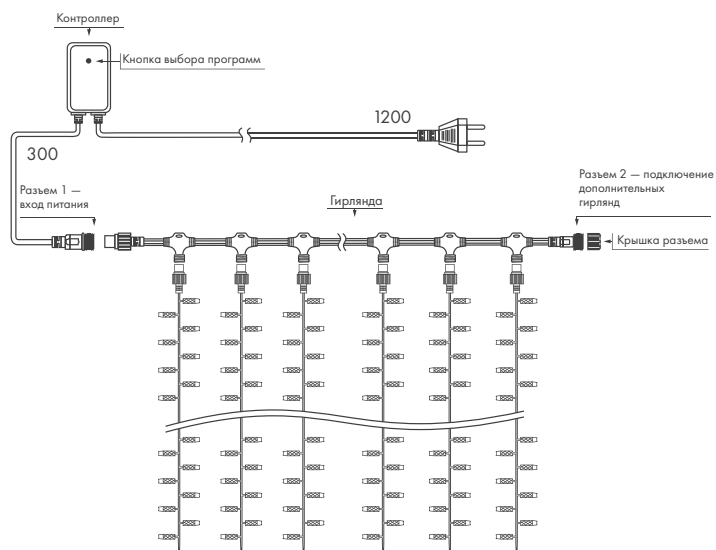 Контроллер
Кнопка выбора программ
1200
300
Разъем 1 —
вход питания
Гирлянда
Разъем 2 — подключение
дополнительных
гирлянд
Крышка разъема